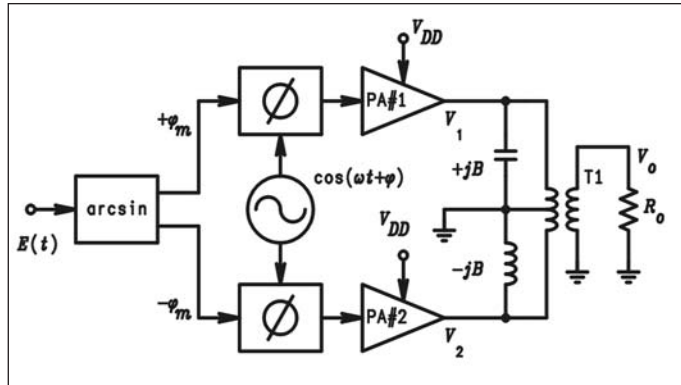 V_DD
PA#1
V_1
+φ_m
∅
cos(ωt+φ)
+jB
T1
V_o
R_o
arcsin
E(t)
V_DD
−jB
−φ_m
∅
PA#2
V_2